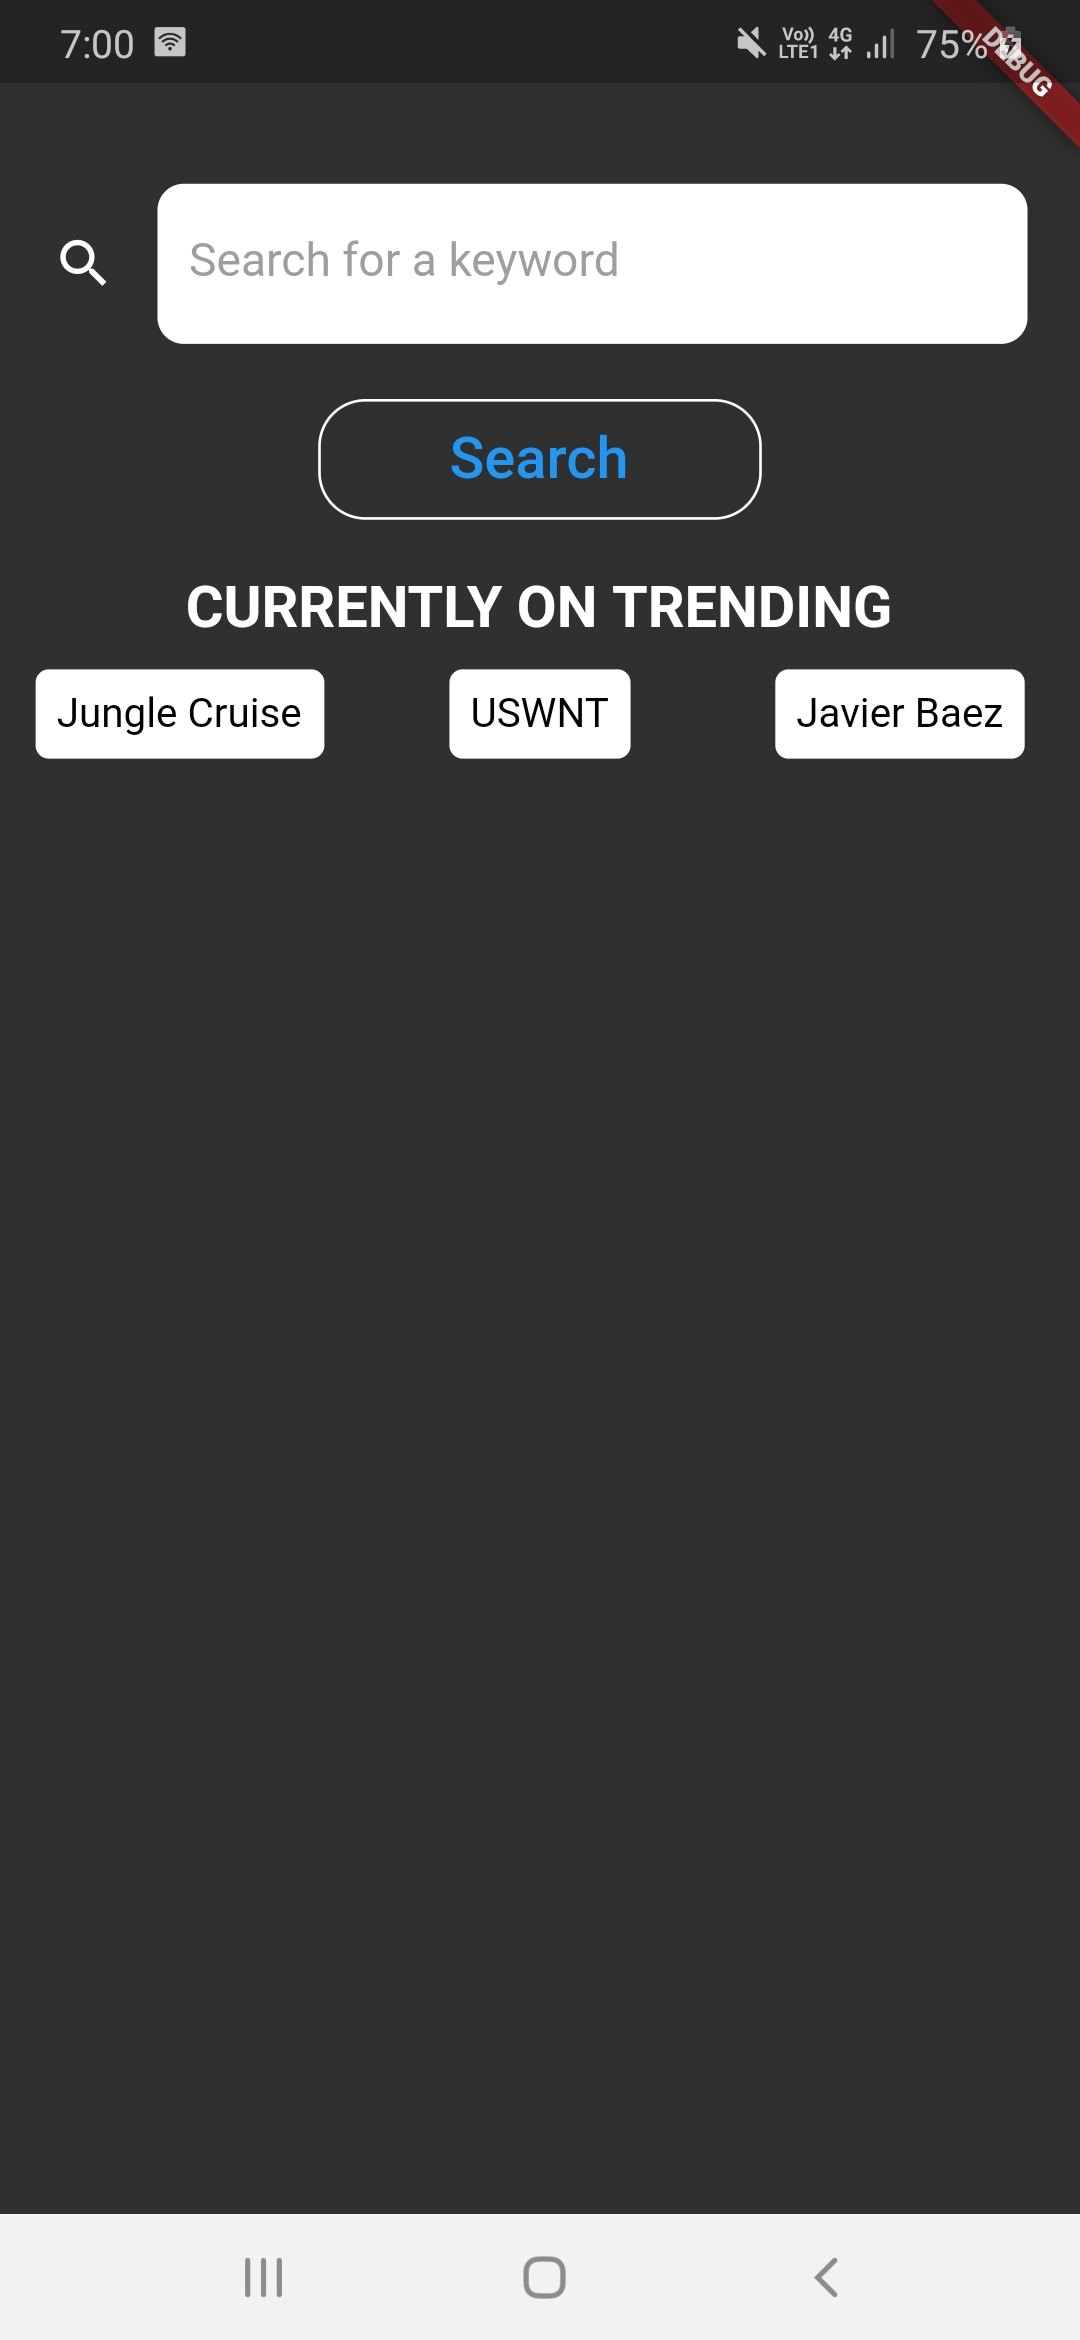 7:00
Vo)) 4G
LTE1
75%
DEBUG
Search for a keyword
Search
CURRENTLY ON TRENDING
Jungle Cruise USWNT Javier Baez